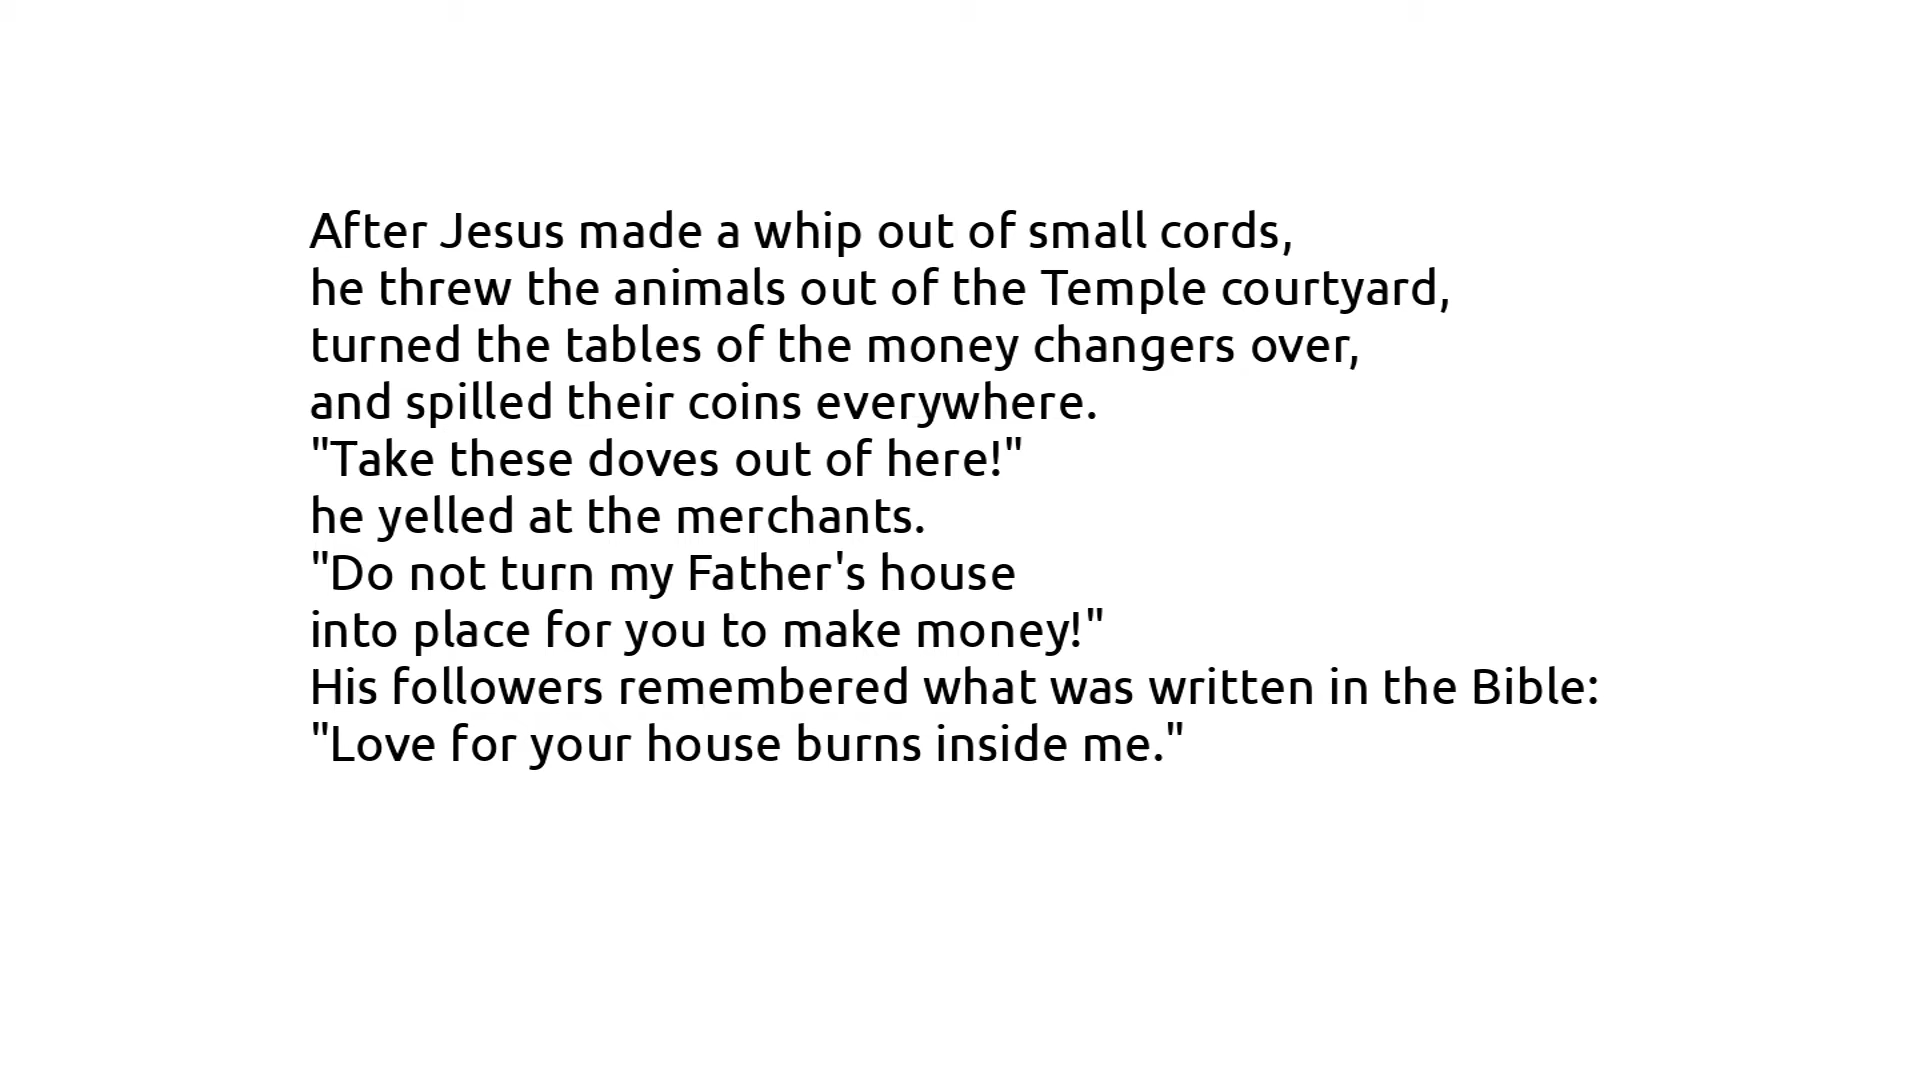 After Jesus made a whip out of small cords,
he threw the animals out of the Temple courtyard,
turned the tables of the money changers over,
and spilled their coins everywhere.
"Take these doves out of here!"
he yelled at the merchants.
"Do not turn my Father's house
into place for you to make money!"
His followers remembered what was written in the Bible:
"Love for your house burns inside me."